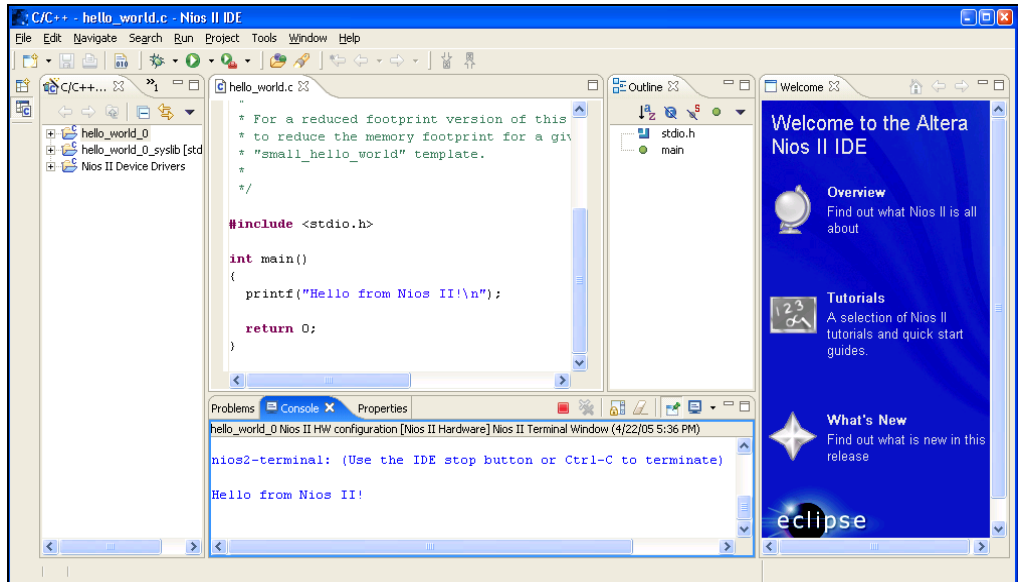 C/C++ - hello_world.c - Nios II IDE
File Edit Navigate Search Run Project Tools Window Help
C/C++...
1
hello_world_0
hello_world_0_syslib [std
Nios II Device Drivers
hello_world.c
* For a reduced footprint version of this
* to reduce the memory footprint for a giv
* "small_hello_world" template.
*
*/
#include <stdio.h>
int main()
{
printf("Hello from Nios II!\n");
return 0;
}
Outline
stdio.h
main
Welcome
Welcome to the Altera
Nios II IDE
Overview
Find out what Nios II is all
about
Tutorials
A selection of Nios II
tutorials and quick start
guides.
What's New
Find out what is new in this
release
eclipse
Problems Console Properties
hello_world_0 Nios II HW configuration [Nios II Hardware] Nios II Terminal Window (4/22/05 5:36 PM)
nios2-terminal: (Use the IDE stop button or Ctrl-C to terminate)
Hello from Nios II!